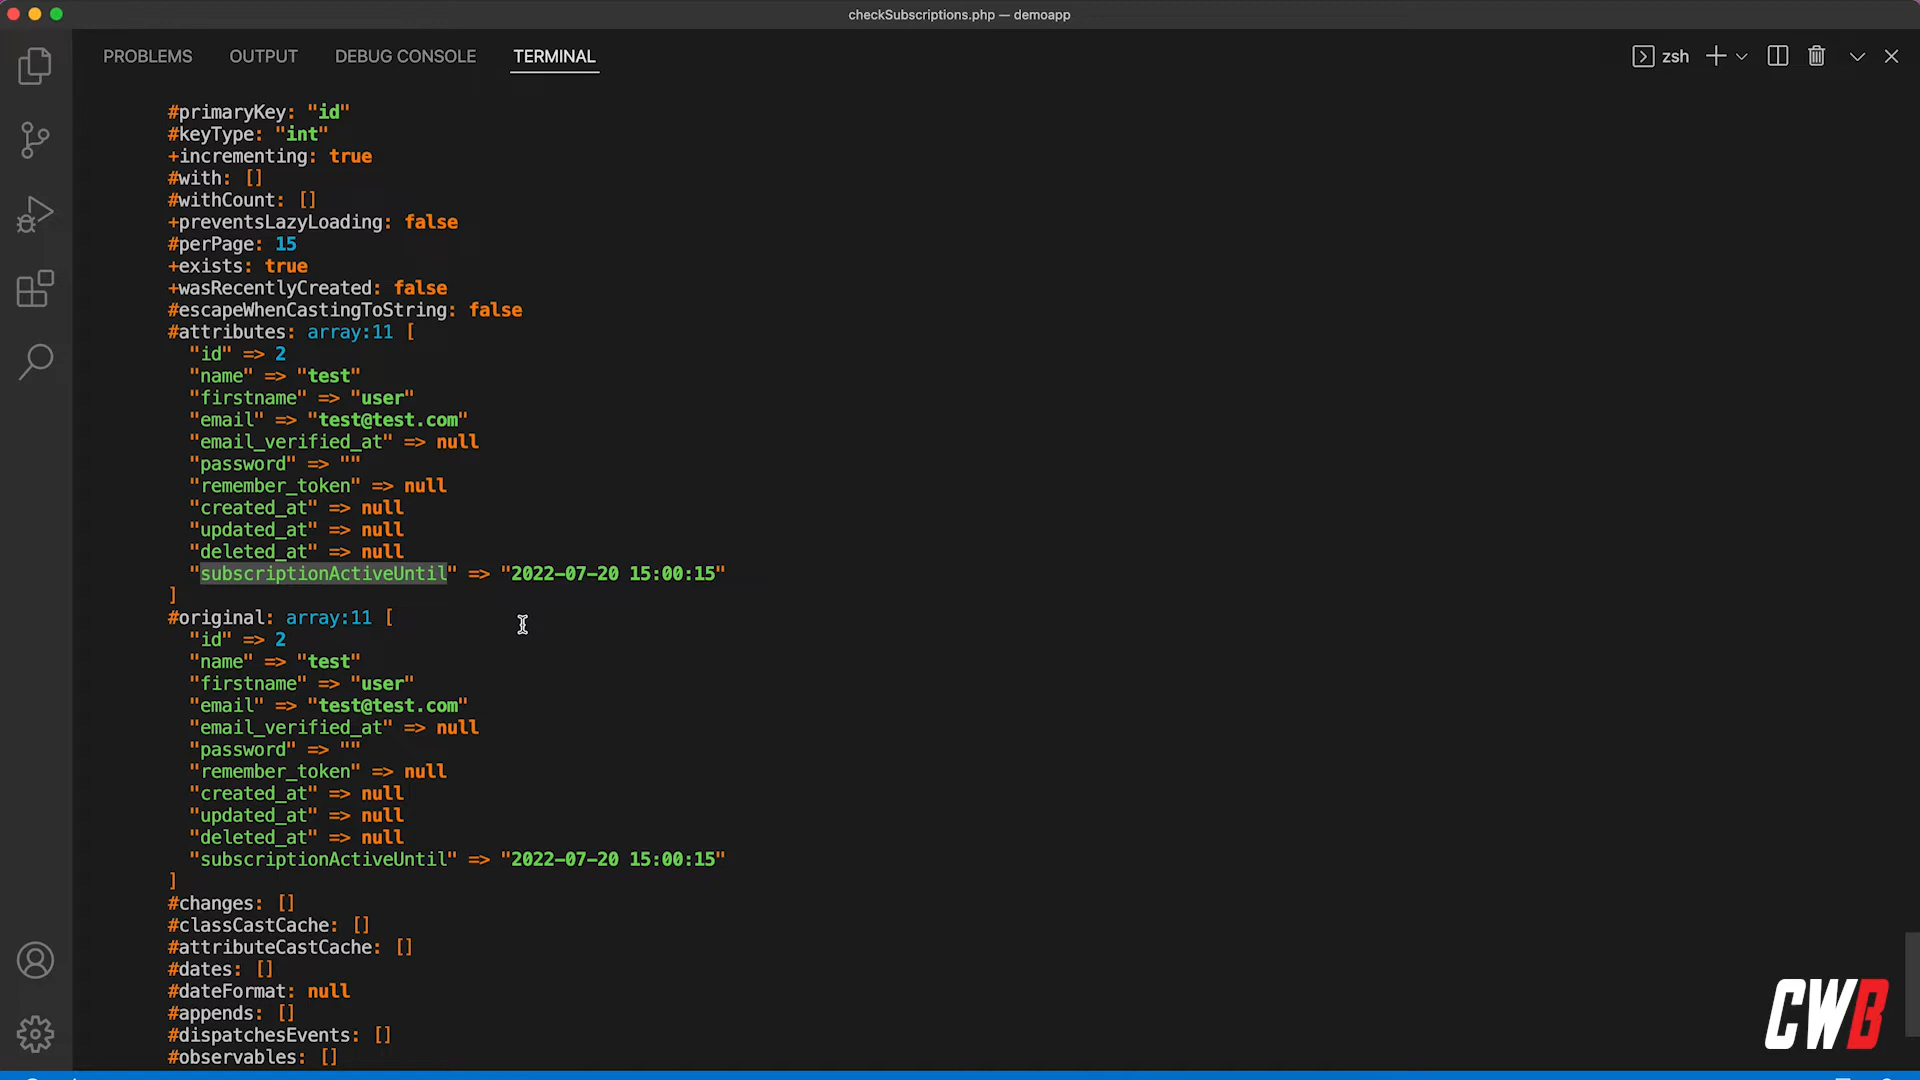 checkSubscriptions.php — demoapp
PROBLEMS OUTPUT DEBUG CONSOLE TERMINAL zsh
#primaryKey: "id"
#keyType: "int"
+incrementing: true
#with: []
#withCount: []
+preventsLazyLoading: false
#perPage: 15
+exists: true
+wasRecentlyCreated: false
#escapeWhenCastingToString: false
#attributes: array:11 [
"id" => 2
"name" => "test"
"firstname" => "user"
"email" => "test@test.com"
"email_verified_at" => null
"password" => ""
"remember_token" => null
"created_at" => null
"updated_at" => null
"deleted_at" => null
"subscriptionActiveUntil" => "2022-07-20 15:00:15"
]
#original: array:11 [
"id" => 2
"name" => "test"
"firstname" => "user"
"email" => "test@test.com"
"email_verified_at" => null
"password" => ""
"remember_token" => null
"created_at" => null
"updated_at" => null
"deleted_at" => null
"subscriptionActiveUntil" => "2022-07-20 15:00:15"
]
#changes: []
#classCastCache: []
#attributeCastCache: []
#dates: []
#dateFormat: null
#appends: []
#dispatchesEvents: []
#observables: []
CWB